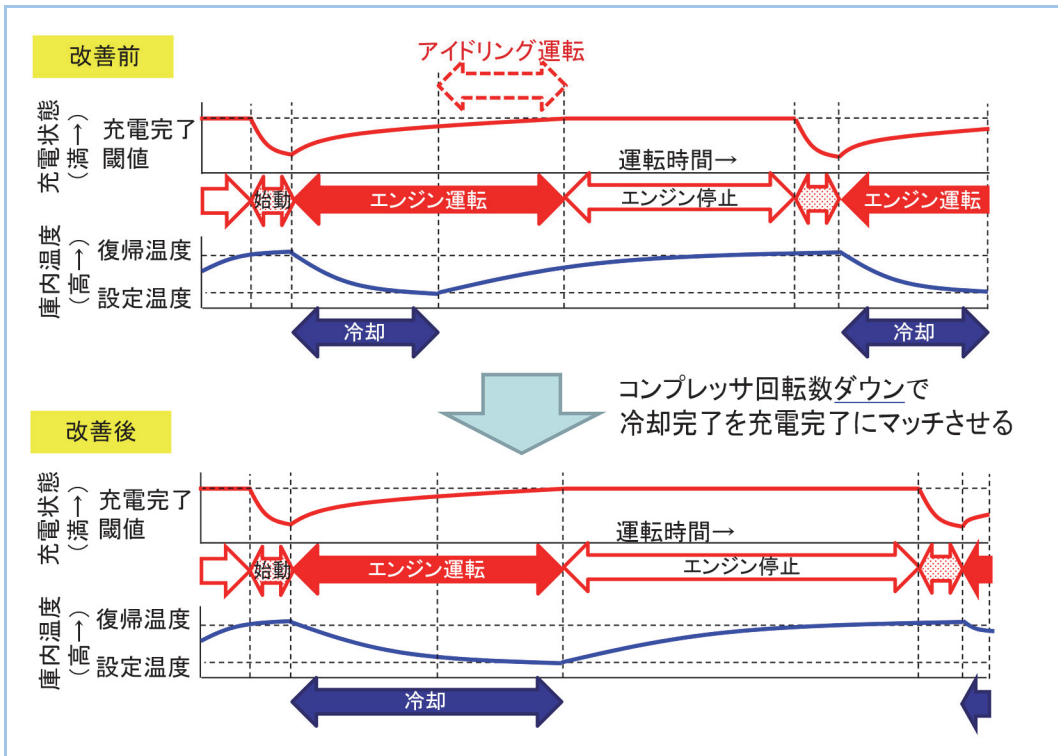 改善前
アイドリング運転
充電状態
(満→)
充電完了
閾値
運転時間→
始動
エンジン運転
エンジン停止
エンジン運転
庫内温度
(高→)
復帰温度
設定温度
冷却
冷却
コンプレッサ回転数ダウンで
冷却完了を充電完了にマッチさせる
改善後
充電状態
(満→)
充電完了
閾値
運転時間→
始動
エンジン運転
エンジン停止
庫内温度
(高→)
復帰温度
設定温度
冷却